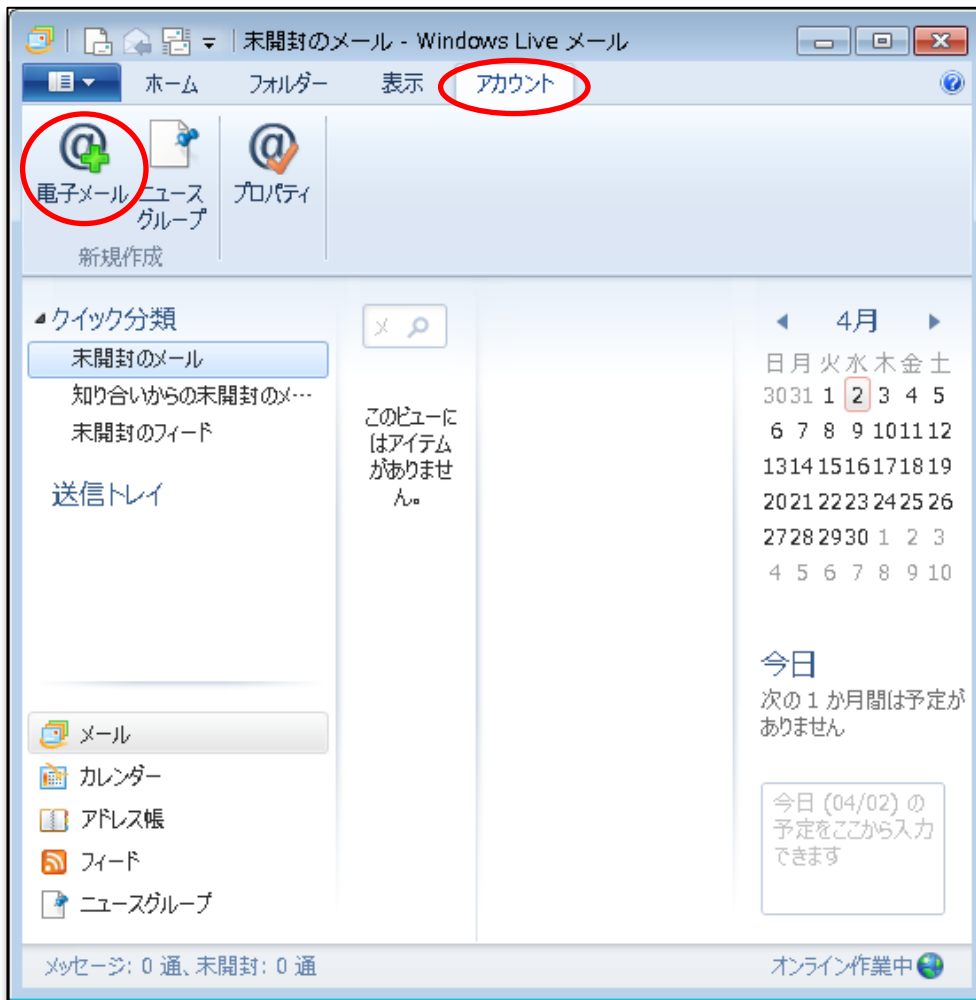 未開封のメール - Windows Live メール
ホーム フォルダー 表示 アカウント
電子メール ニュース プロパティ
グループ
新規作成
クイック分類
未開封のメール
知り合いからの未開封のメ…
未開封のフィード
送信トレイ
メール
カレンダー
アドレス帳
フィード
ニュースグループ
メ
このビューに
はアイテム
がありませ
ん。
4月
日 月 火 水 木 金 土
30 31 1 2 3 4 5
6 7 8 9 10 11 12
13 14 15 16 17 18 19
20 21 22 23 24 25 26
27 28 29 30 1 2 3
4 5 6 7 8 9 10
今日
次の 1 か月間は予定が
ありません
今日 (04/02) の
予定をここから入力
できます
メッセージ: 0 通、未開封: 0 通
オンライン作業中